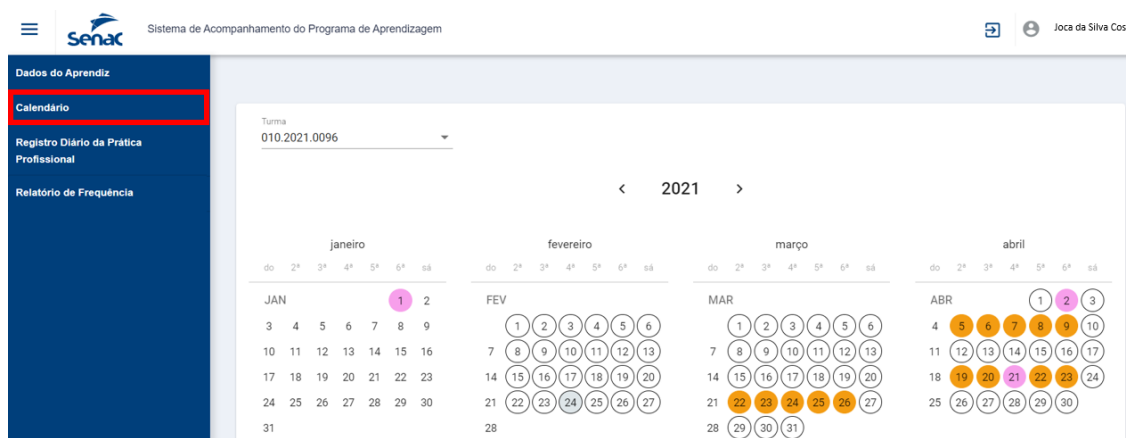 Senac
Sistema de Acompanhamento do Programa de Aprendizagem
Joca da Silva Cos
Dados do Aprendiz
Calendário
Registro Diário da Prática
Profissional
Relatório de Frequência
Turma
010.2021.0096
< 2021 >
janeiro
do 2ª 3ª 4ª 5ª 6ª sá
JAN 1 2
3 4 5 6 7 8 9
10 11 12 13 14 15 16
17 18 19 20 21 22 23
24 25 26 27 28 29 30
31
fevereiro
do 2ª 3ª 4ª 5ª 6ª sá
FEV
1 2 3 4 5 6
7 8 9 10 11 12 13
14 15 16 17 18 19 20
21 22 23 24 25 26 27
28
março
do 2ª 3ª 4ª 5ª 6ª sá
MAR
1 2 3 4 5 6
7 8 9 10 11 12 13
14 15 16 17 18 19 20
21 22 23 24 25 26 27
28 29 30 31
abril
do 2ª 3ª 4ª 5ª 6ª sá
ABR 1 2 3
4 5 6 7 8 9 10
11 12 13 14 15 16 17
18 19 20 21 22 23 24
25 26 27 28 29 30